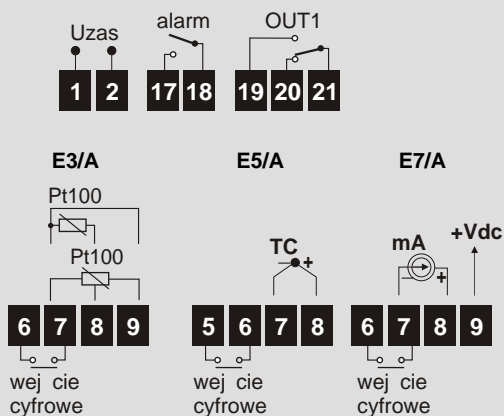 Uzas alarm OUT1
1 2 17 18 19 20 21
E3/A E5/A E7/A
Pt100
Pt100
TC
+
mA
+
+Vdc
6 7 8 9 5 6 7 8 6 7 8 9
wej cie wej cie wej cie
cyfrowe cyfrowe cyfrowe